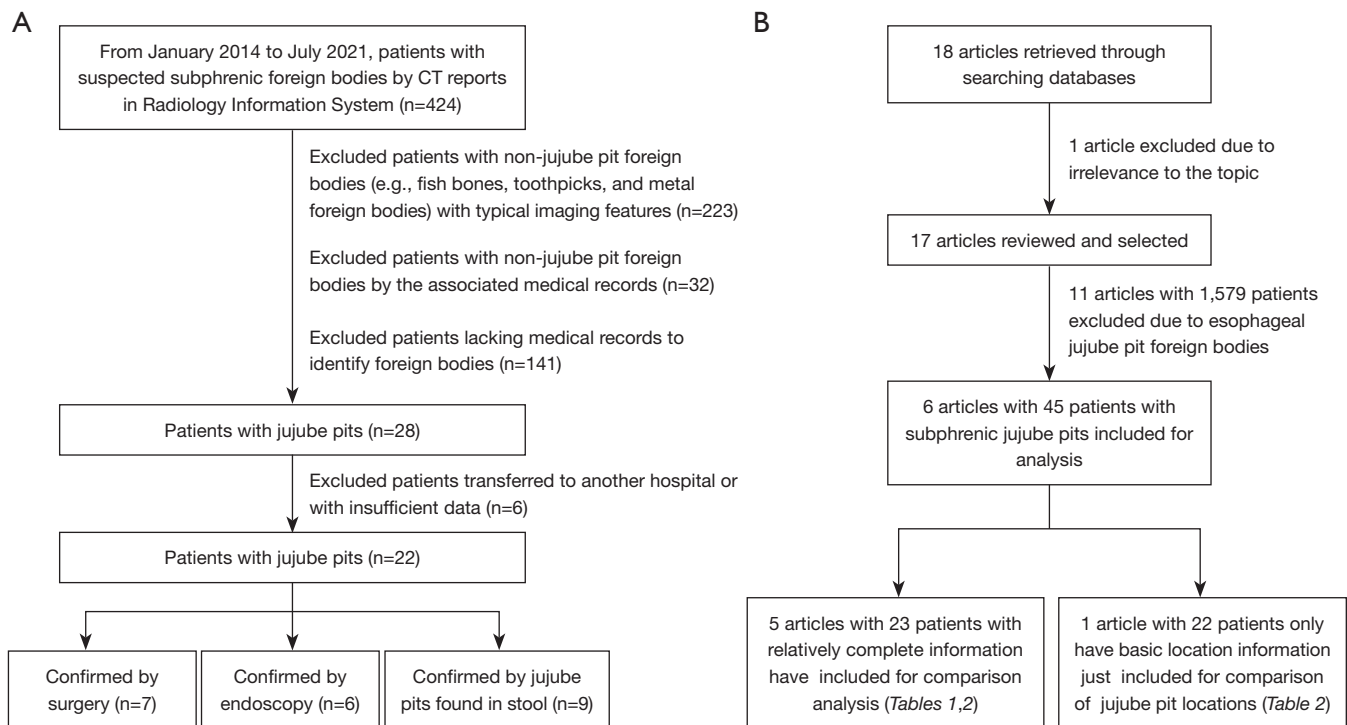 A
From January 2014 to July 2021, patients with
suspected subphrenic foreign bodies by CT reports
in Radiology Information System (n=424)
Excluded patients with non-jujube pit foreign
bodies (e.g., fish bones, toothpicks, and metal
foreign bodies) with typical imaging features (n=223)
Excluded patients with non-jujube pit foreign
bodies by the associated medical records (n=32)
Excluded patients lacking medical records to
identify foreign bodies (n=141)
Patients with jujube pits (n=28)
Excluded patients transferred to another hospital or
with insufficient data (n=6)
Patients with jujube pits (n=22)
Confirmed by
surgery (n=7)
Confirmed by
endoscopy (n=6)
Confirmed by jujube
pits found in stool (n=9)
B
18 articles retrieved through
searching databases
1 article excluded due to
irrelevance to the topic
17 articles reviewed and selected
11 articles with 1,579 patients
excluded due to esophageal
jujube pit foreign bodies
6 articles with 45 patients with
subphrenic jujube pits included for
analysis
5 articles with 23 patients with
relatively complete information
have included for comparison
analysis (Tables 1,2)
1 article with 22 patients only
have basic location information
just included for comparison
of jujube pit locations (Table 2)